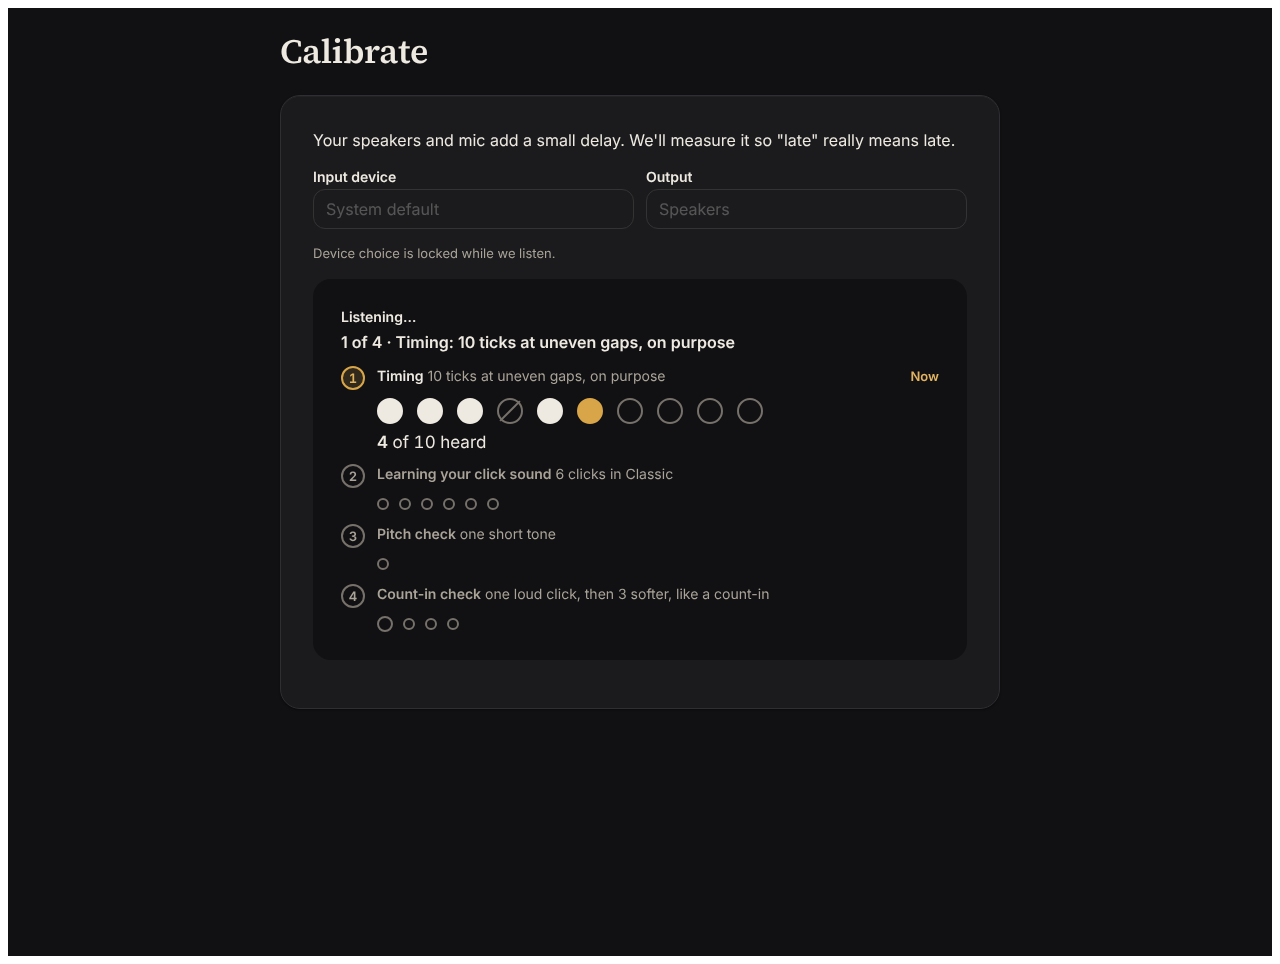 Calibrate
Your speakers and mic add a small delay. We'll measure it so "late" really means late.
Input device
Output
System default
Speakers
Device choice is locked while we listen.
Listening…
1 of 4 · Timing: 10 ticks at uneven gaps, on purpose
1 Timing 10 ticks at uneven gaps, on purpose Now
4 of 10 heard
2 Learning your click sound 6 clicks in Classic
3 Pitch check one short tone
4 Count-in check one loud click, then 3 softer, like a count-in